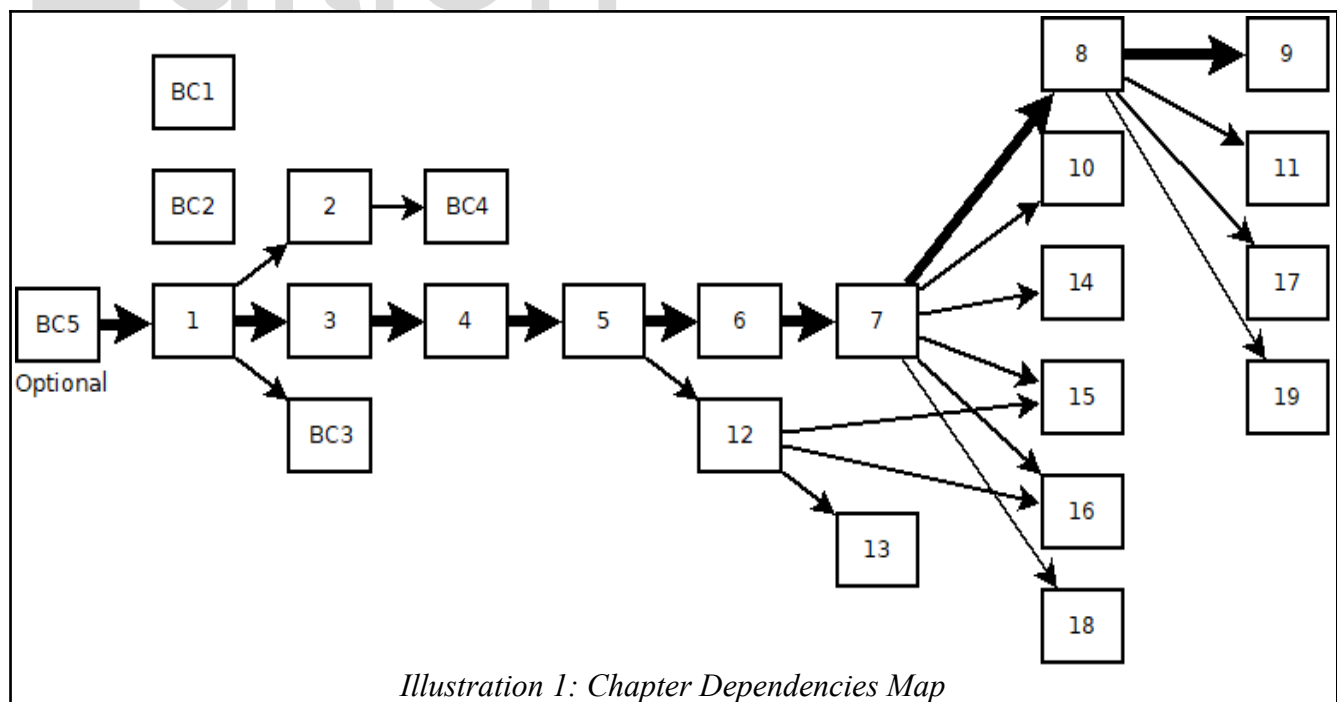 8 9
BC1
10 11
BC2 2 BC4
14 17
BC5 1 3 4 5 6 7
Optional
15 19
BC3 12
16
13
18
Illustration 1: Chapter Dependencies Map